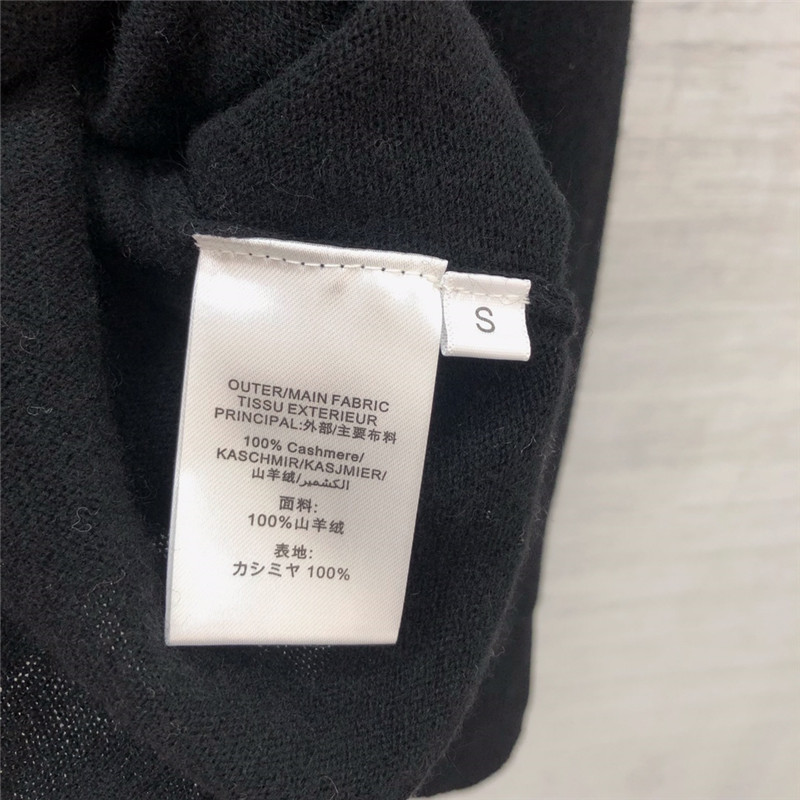 OUTER/MAIN FABRIC
TISSU EXTERIEUR
PRINCIPAL:外部/主要布料
100% Cashmere/
KASCHMIR/KASJMIER/
山羊绒/الكشمير/
面料:
100%山羊绒
表地:
カシミヤ 100%
S